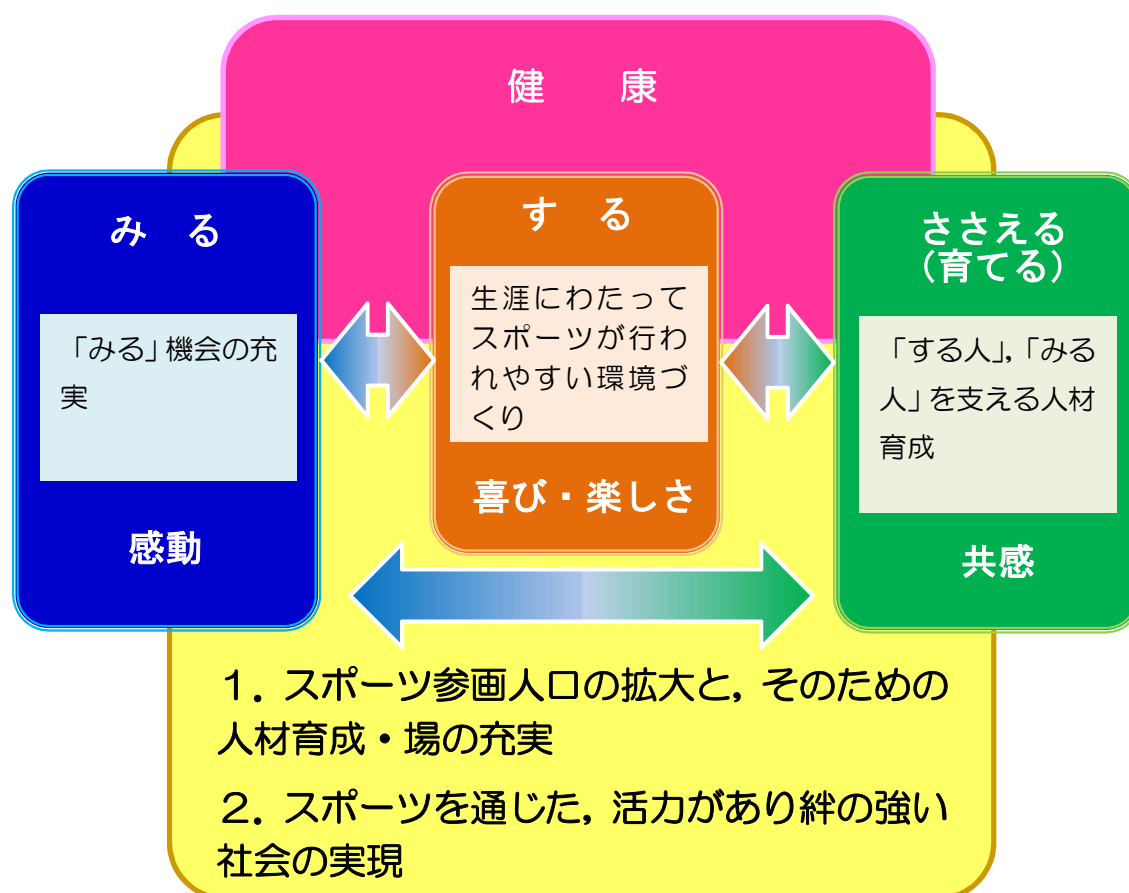 健　康
み　る
「みる」機会の充
実
感動
す　る
生涯にわたって
スポーツが行わ
れやすい環境づ
くり
喜び・楽しさ
ささえる
（育てる）
「する人」，「みる
人」を支える人材
育成
共感
１．スポーツ参画人口の拡大と，そのための
人材育成・場の充実
２．スポーツを通じた，活力があり絆の強い
社会の実現